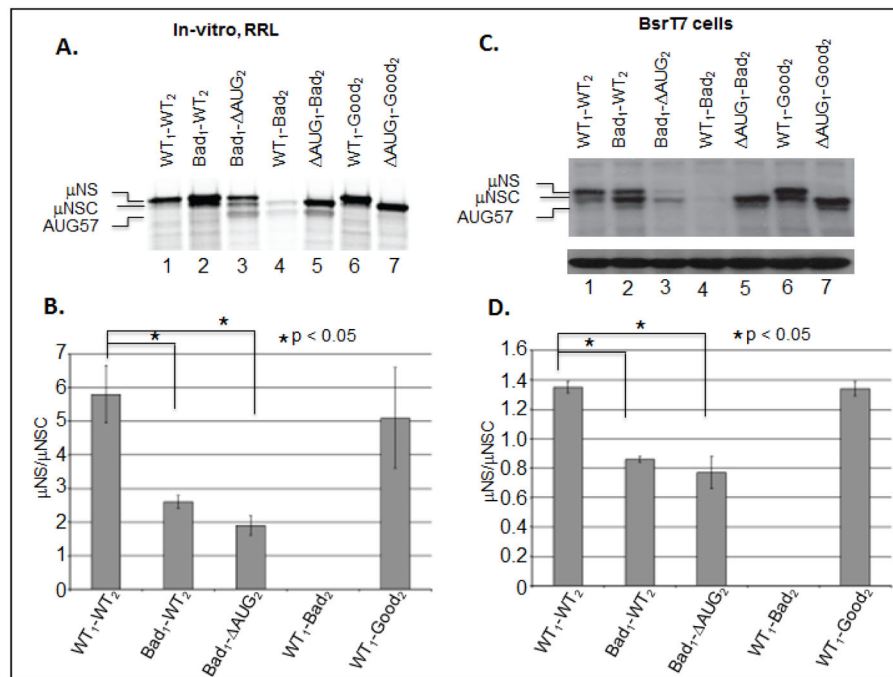 A.
In-vitro, RRL
WT₁-WT₂
Bad₁-WT₂
Bad₁-ΔAUG₂
WT₁-Bad₂
ΔAUG₁-Bad₂
WT₁-Good₂
ΔAUG₁-Good₂
μNS
μNSC
AUG57
1 2 3 4 5 6 7
B.
* p < 0.05
*
*
μNS/μNSC
7
6
5
4
3
2
1
0
WT₁-WT₂
Bad₁-WT₂
Bad₁-ΔAUG₂
WT₁-Bad₂
WT₁-Good₂
C.
BsrT7 cells
WT₁-WT₂
Bad₁-WT₂
Bad₁-ΔAUG₂
WT₁-Bad₂
ΔAUG₁-Bad₂
WT₁-Good₂
ΔAUG₁-Good₂
μNS
μNSC
AUG57
1 2 3 4 5 6 7
D.
* p < 0.05
*
*
μNS/μNSC
1.6
1.4
1.2
1.0
0.8
0.6
0.4
0.2
0
WT₁-WT₂
Bad₁-WT₂
Bad₁-ΔAUG₂
WT₁-Bad₂
WT₁-Good₂